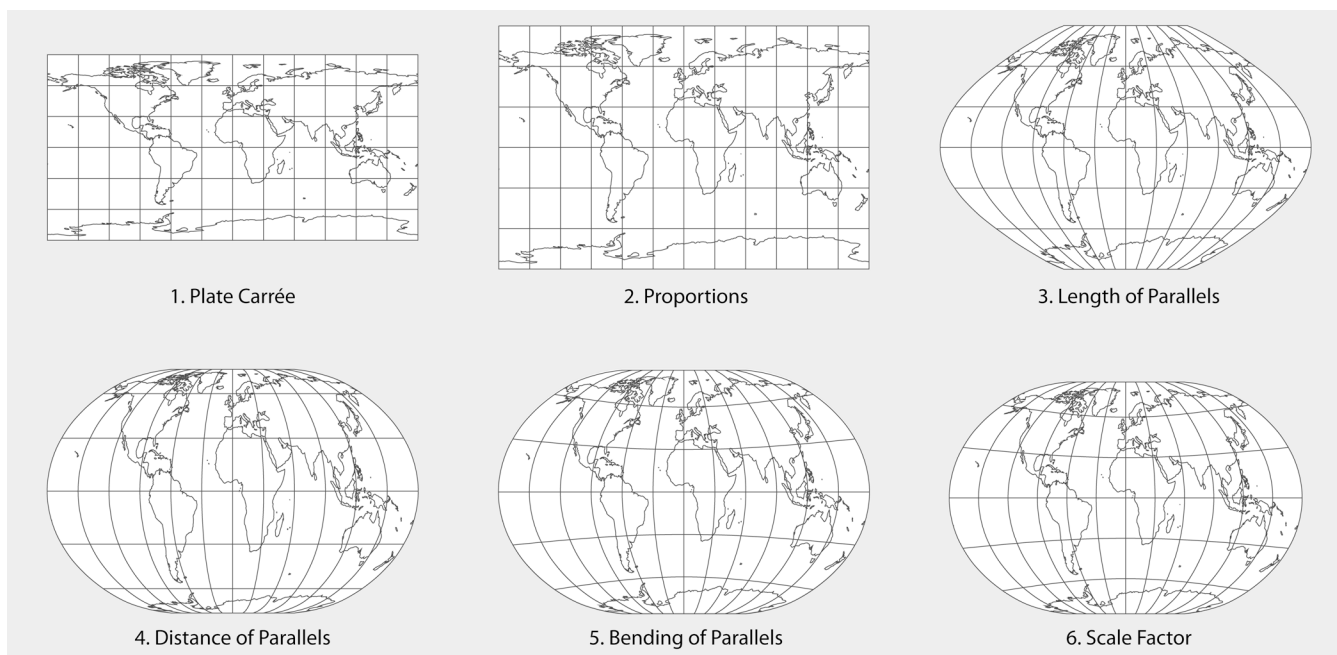 1. Plate Carrée
2. Proportions
3. Length of Parallels
4. Distance of Parallels
5. Bending of Parallels
6. Scale Factor